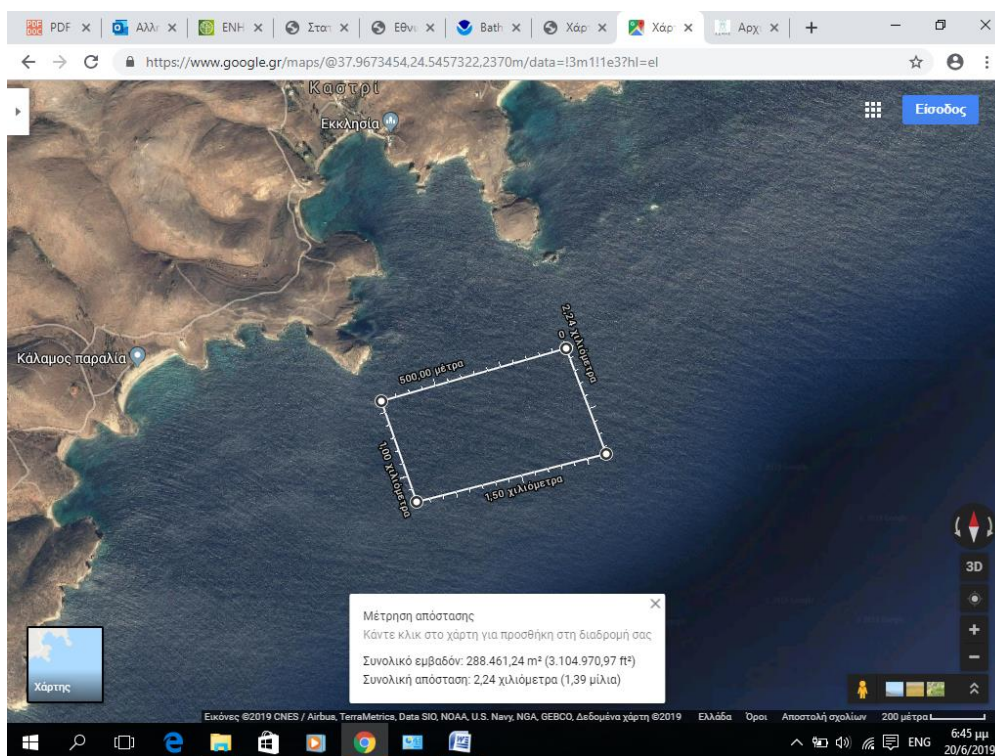 PDF
Αλλη
ENH
Στατ
Εθνι
Bath
Χάρτ
Χάρτ
Αρχι
https://www.google.gr/maps/@37.9673454,24.5457322,2370m/data=!3m1!1e3?hl=el
Καστρί
Εκκλησία
Είσοδος
Κάλαμος παραλία
0
2,24 χιλιόμετρα
500,00 μέτρα
1,00 χιλιόμετρα
1,50 χιλιόμετρα
3D
Μέτρηση απόστασης
Κάντε κλικ στο χάρτη για προσθήκη στη διαδρομή σας
Συνολικό εμβαδόν: 288.461,24 m² (3.104.970,97 ft²)
Συνολική απόσταση: 2,24 χιλιόμετρα (1,39 μίλια)
Χάρτης
Εικόνες ©2019 CNES / Airbus, TerraMetrics, Data SIO, NOAA, U.S. Navy, NGA, GEBCO, Δεδομένα χάρτη ©2019 Ελλάδα Όροι Αποστολή σχολίων 200 μέτρα
ENG
6:45 μμ
20/6/2019